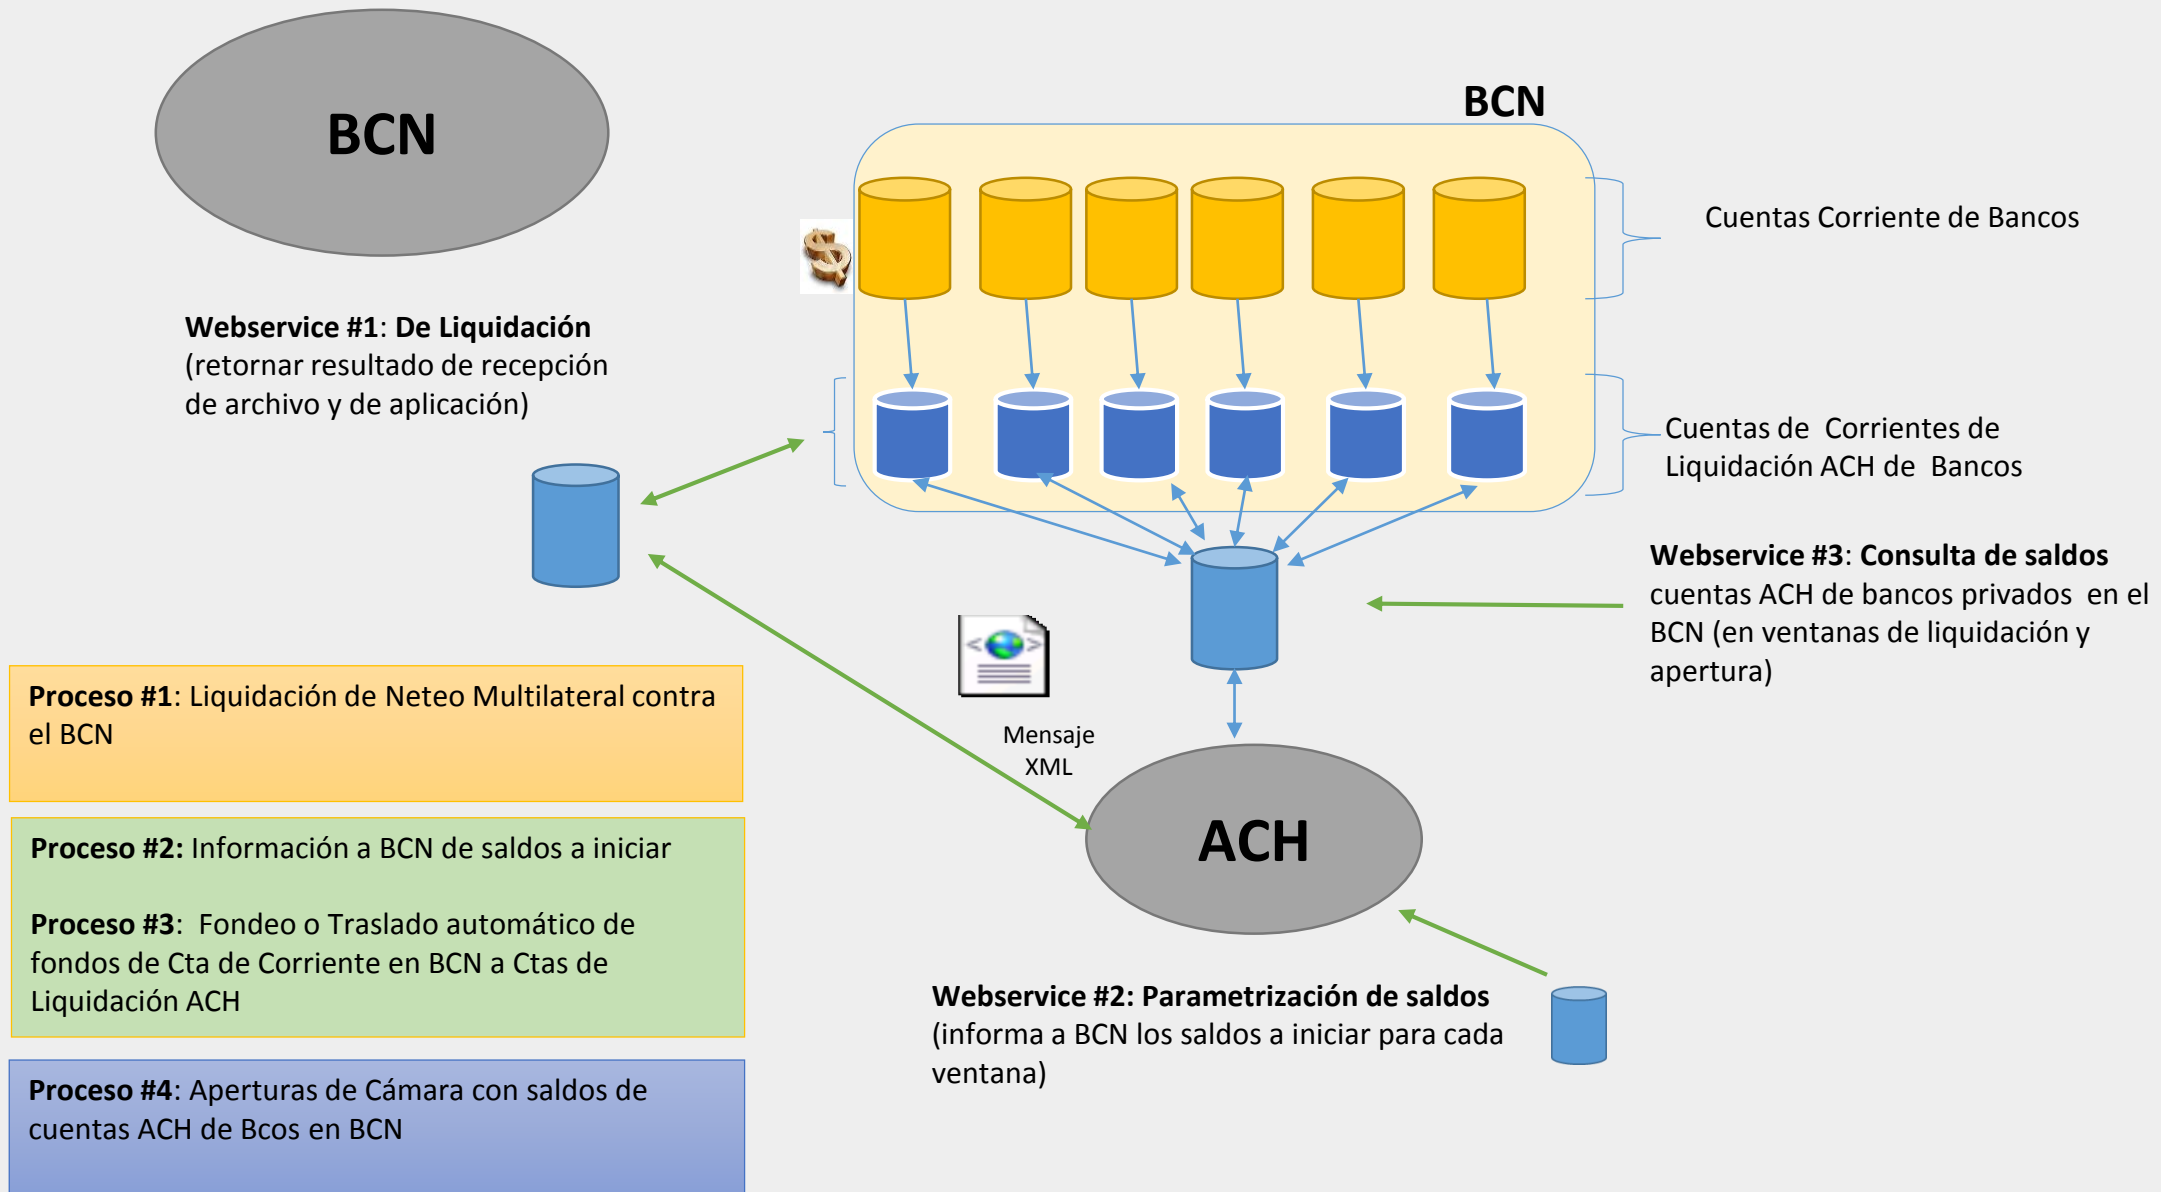 BCN
BCN
Cuentas Corriente de Bancos
Webservice #1: De Liquidación
(retornar resultado de recepción
de archivo y de aplicación)
Cuentas de  Corrientes de
Liquidación ACH de  Bancos
Webservice #3: Consulta de saldos
cuentas ACH de bancos privados  en el
BCN (en ventanas de liquidación y
apertura)
Mensaje
XML
Proceso #1: Liquidación de Neteo Multilateral contra
el BCN
Proceso #2: Información a BCN de saldos a iniciar
Proceso #3:  Fondeo o Traslado automático de
fondos de Cta de Corriente en BCN a Ctas de
Liquidación ACH
ACH
Webservice #2: Parametrización de saldos
(informa a BCN los saldos a iniciar para cada
ventana)
Proceso #4: Aperturas de Cámara con saldos de
cuentas ACH de Bcos en BCN